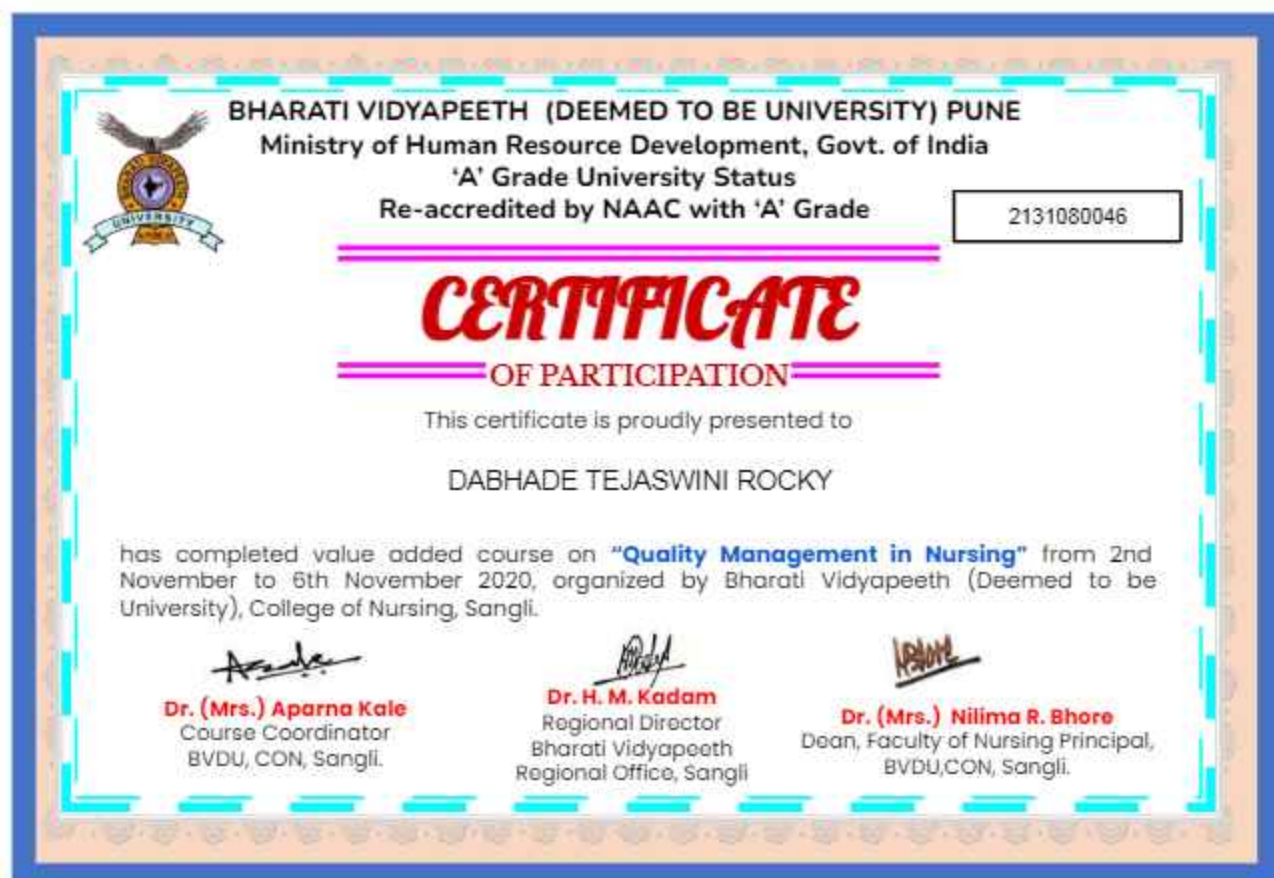 BHARATI VIDYAPEETH (DEEMED TO BE UNIVERSITY) PUNE
Ministry of Human Resource Development, Govt. of India
‘A’ Grade University Status
Re-accredited by NAAC with ‘A’ Grade
2131080046
BHARATI VIDYAPEETH
UNIVERSITY
CERTIFICATE
OF PARTICIPATION
This certificate is proudly presented to
DABHADE TEJASWINI ROCKY
has completed value added course on “Quality Management in Nursing” from 2nd
November to 6th November 2020, organized by Bharati Vidyapeeth (Deemed to be
University), College of Nursing, Sangli.
Dr. (Mrs.) Aparna Kale
Course Coordinator
BVDU, CON, Sangli.
Dr. H. M. Kadam
Regional Director
Bharati Vidyapeeth
Regional Office, Sangli
Dr. (Mrs.) Nilima R. Bhore
Dean, Faculty of Nursing Principal,
BVDU,CON, Sangli.